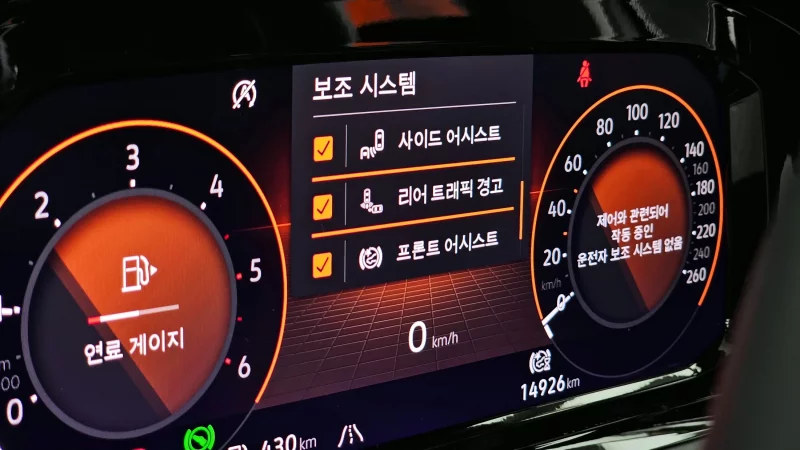 보조 시스템
사이드 어시스트
리어 트래픽 경고
프론트 어시스트
0 km/h
3
2
4
5
6
0
연료 게이지
430 km
100
80
120
60
140
160
40
180
200
20
220
240
km/h
0
260
제어와 관련되어
작동 중인
운전자 보조 시스템 없음
14926 km